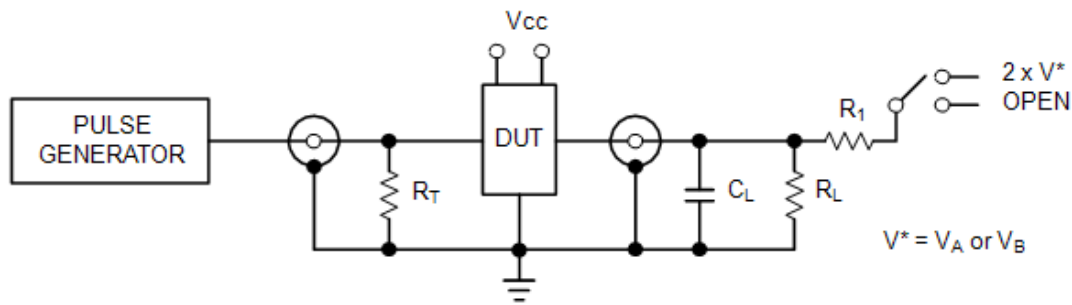 Vcc
PULSE
GENERATOR
DUT
R_T
C_L
R_L
R_1
2 x V*
OPEN
V* = V_A or V_B